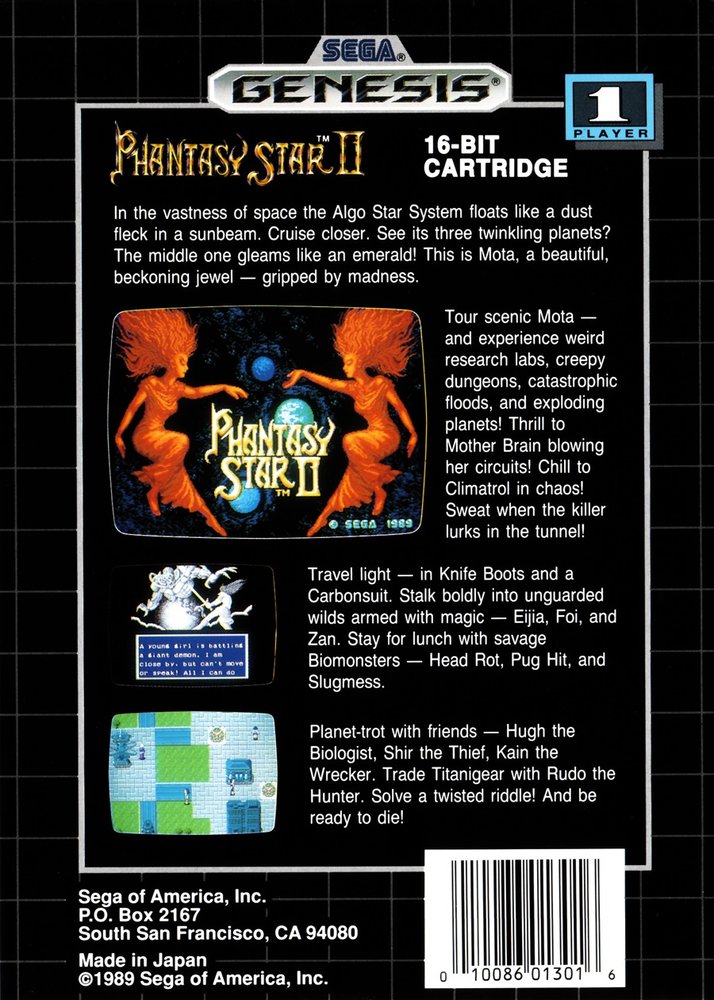 SEGA®
GENESIS®
1
PLAYER
PHANTASY STAR™ II
16-BIT
CARTRIDGE
In the vastness of space the Algo Star System floats like a dust
fleck in a sunbeam. Cruise closer. See its three twinkling planets?
The middle one gleams like an emerald! This is Mota, a beautiful,
beckoning jewel — gripped by madness.
PHANTASY
STAR II
TM
© SEGA 1989
Tour scenic Mota —
and experience weird
research labs, creepy
dungeons, catastrophic
floods, and exploding
planets! Thrill to
Mother Brain blowing
her circuits! Chill to
Climatrol in chaos!
Sweat when the killer
lurks in the tunnel!
A young girl is battling
a giant demon. I am
close by, but can't move
or speak! All I can do
Travel light — in Knife Boots and a
Carbonsuit. Stalk boldly into unguarded
wilds armed with magic — Eijia, Foi, and
Zan. Stay for lunch with savage
Biomonsters — Head Rot, Pug Hit, and
Slugmess.
Planet-trot with friends — Hugh the
Biologist, Shir the Thief, Kain the
Wrecker. Trade Titanigear with Rudo the
Hunter. Solve a twisted riddle! And be
ready to die!
Sega of America, Inc.
P.O. Box 2167
South San Francisco, CA 94080
Made in Japan
©1989 Sega of America, Inc.
0 10086 01301 6